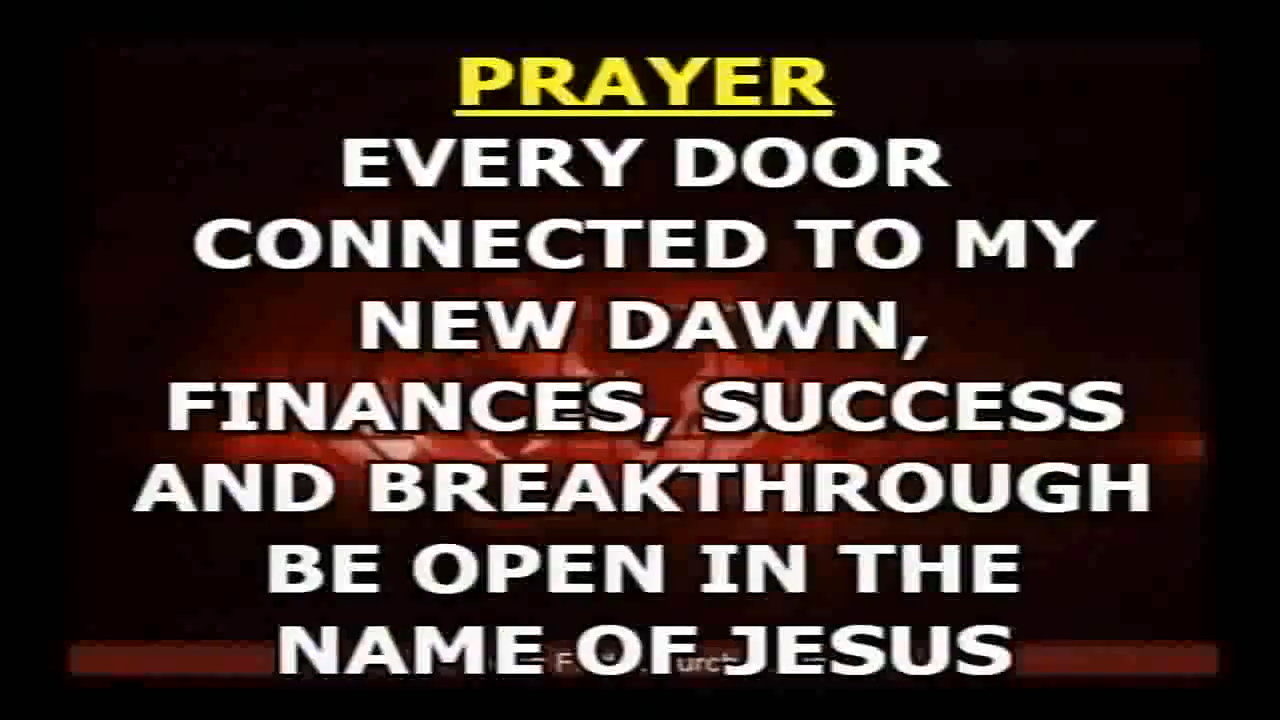 PRAYER
EVERY DOOR
CONNECTED TO MY
NEW DAWN,
FINANCES, SUCCESS
AND BREAKTHROUGH
BE OPEN IN THE
NAME OF JESUS